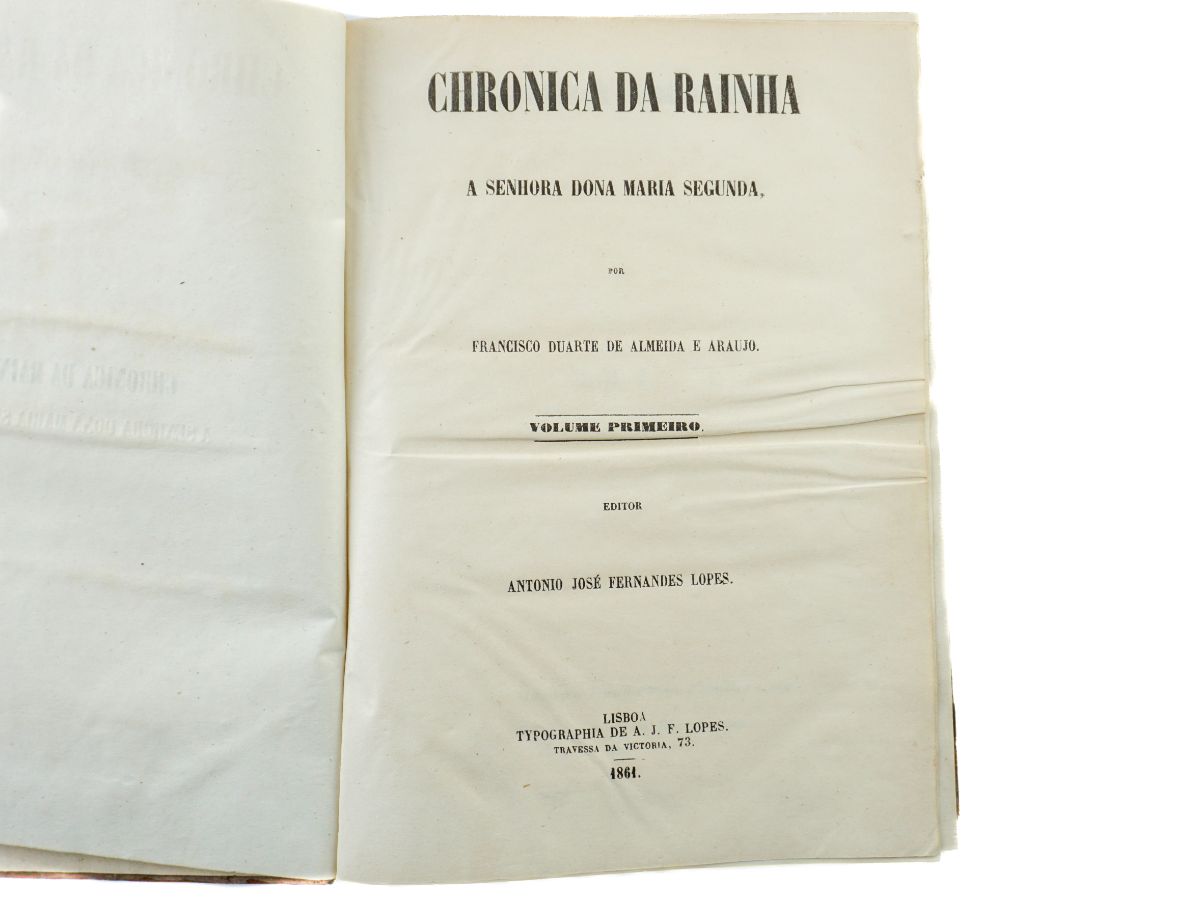 CHRONICA DA RAINHA
A SENHORA DONA MARIA SEGUNDA,
POR
FRANCISCO DUARTE DE ALMEIDA E ARAUJO.
VOLUME PRIMEIRO.
EDITOR
ANTONIO JOSÉ FERNANDES LOPES.
LISBOA
TYPOGRAPHIA DE A. J. F. LOPES.
TRAVESSA DA VICTORIA, 73.
1861.